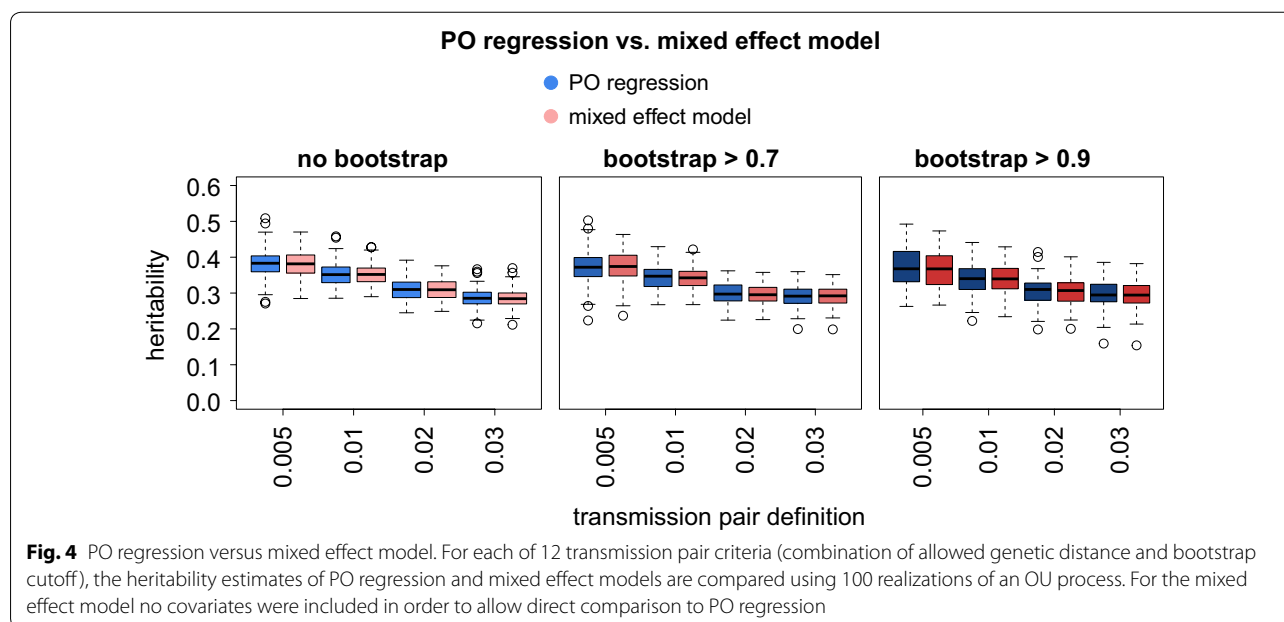 PO regression vs. mixed effect model
PO regression
mixed effect model
no bootstrap
bootstrap > 0.7
bootstrap > 0.9
heritability
0.6
0.5
0.4
0.3
0.2
0.1
0.0
0.005
0.01
0.02
0.03
0.005
0.01
0.02
0.03
0.005
0.01
0.02
0.03
transmission pair definition
Fig. 4 PO regression versus mixed effect model. For each of 12 transmission pair criteria (combination of allowed genetic distance and bootstrap
cutoff), the heritability estimates of PO regression and mixed effect models are compared using 100 realizations of an OU process. For the mixed
effect model no covariates were included in order to allow direct comparison to PO regression